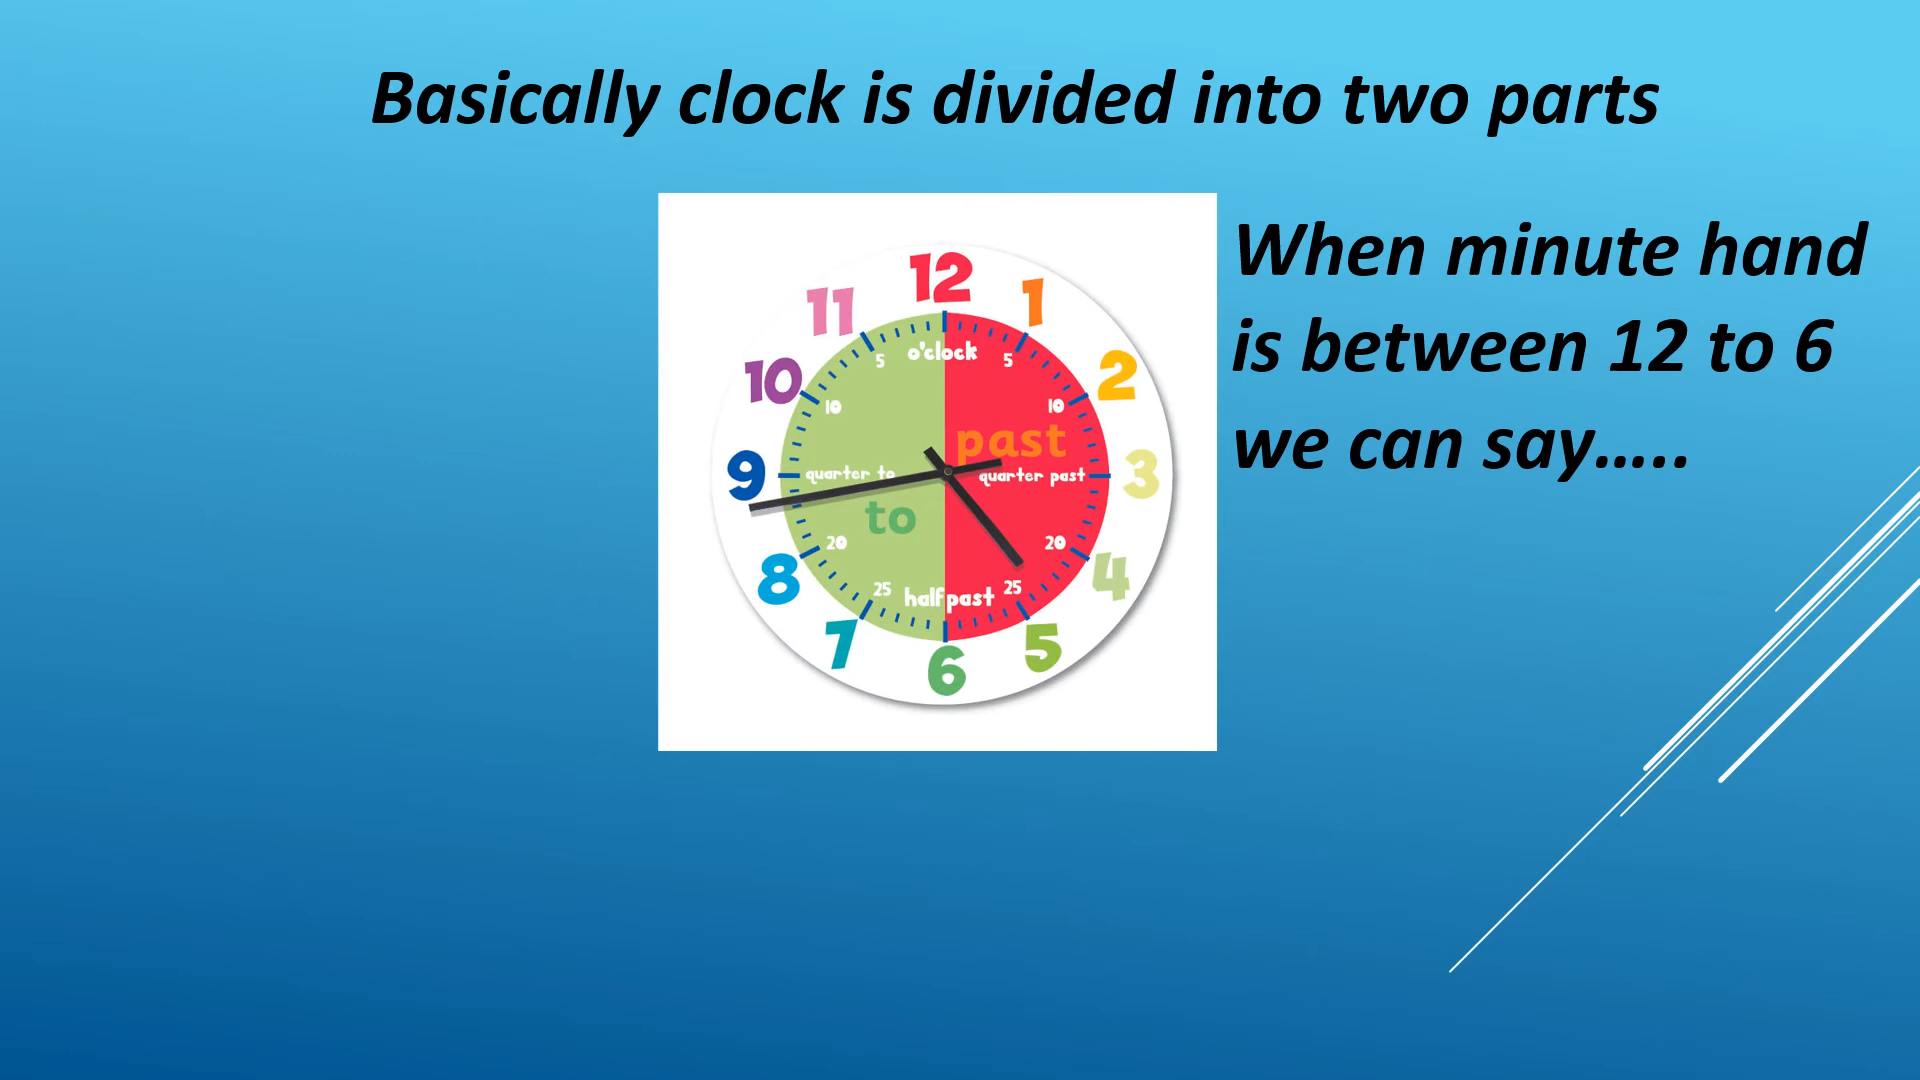 Basically clock is divided into two parts
When minute hand
is between 12 to 6
we can say.....
12
11
1
10
2
9
3
8
4
7
5
6
o'clock
5
5
10
10
past
quarter to
quarter past
to
20
20
25
25
half past